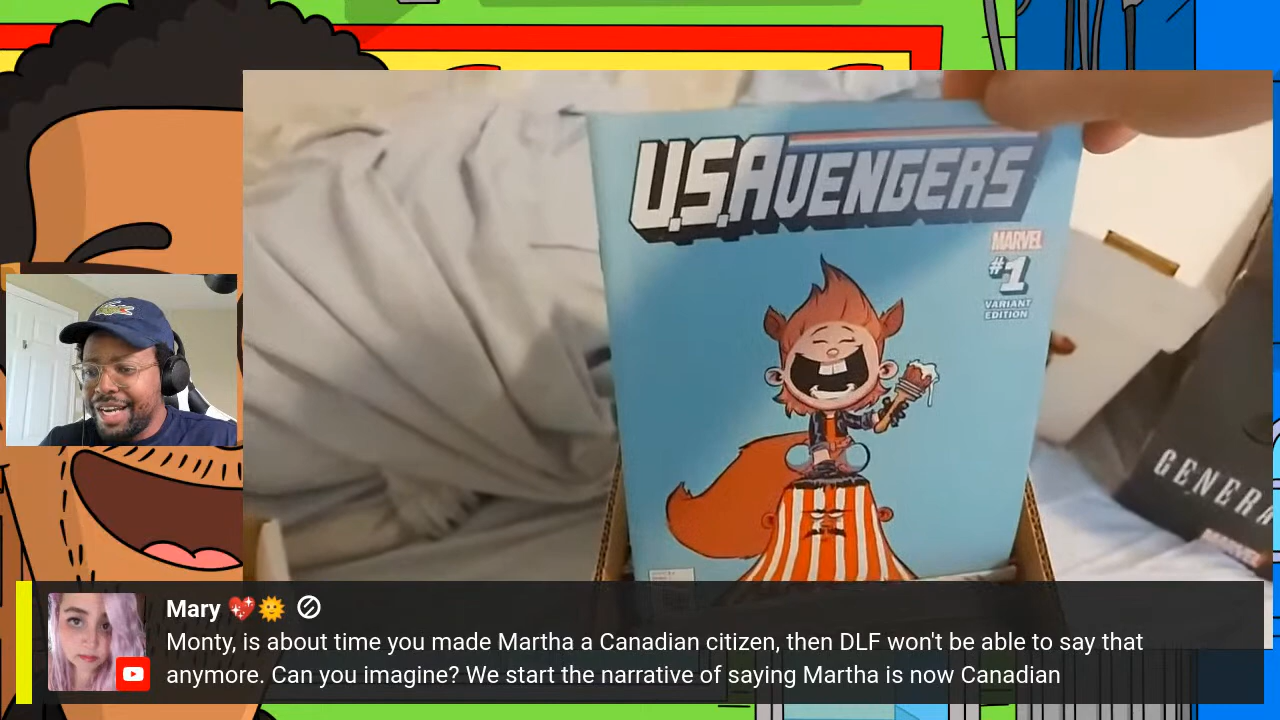 U.S.AVENGERS
MARVEL
#1
VARIANT
EDITION
GENERA
MARVEL
Mary 💖🌞
Monty, is about time you made Martha a Canadian citizen, then DLF won't be able to say that
anymore. Can you imagine? We start the narrative of saying Martha is now Canadian